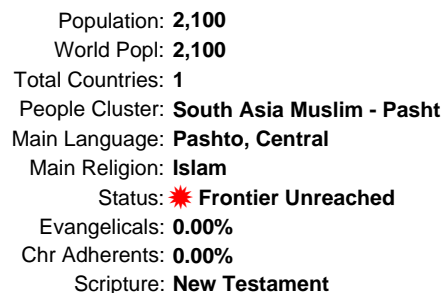 Population: 2,100
World Popl: 2,100
Total Countries: 1
People Cluster: South Asia Muslim - Pasht
Main Language: Pashto, Central
Main Religion: Islam
Status: Frontier Unreached
Evangelicals: 0.00%
Chr Adherents: 0.00%
Scripture: New Testament